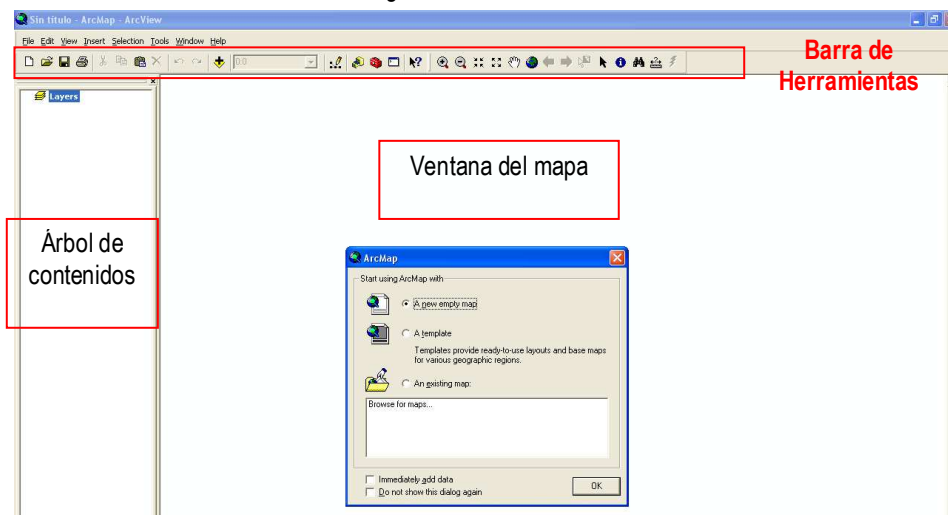 Sin título - ArcMap - ArcView
File Edit View Insert Selection Tools Window Help
0:0
Barra de
Herramientas
Layers
Ventana del mapa
Árbol de
contenidos
ArcMap
Start using ArcMap with
A new empty map
A template
Templates provide ready-to-use layouts and base maps
for various geographic regions.
An existing map:
Browse for maps...
Immediately add data
Do not show this dialog again
OK